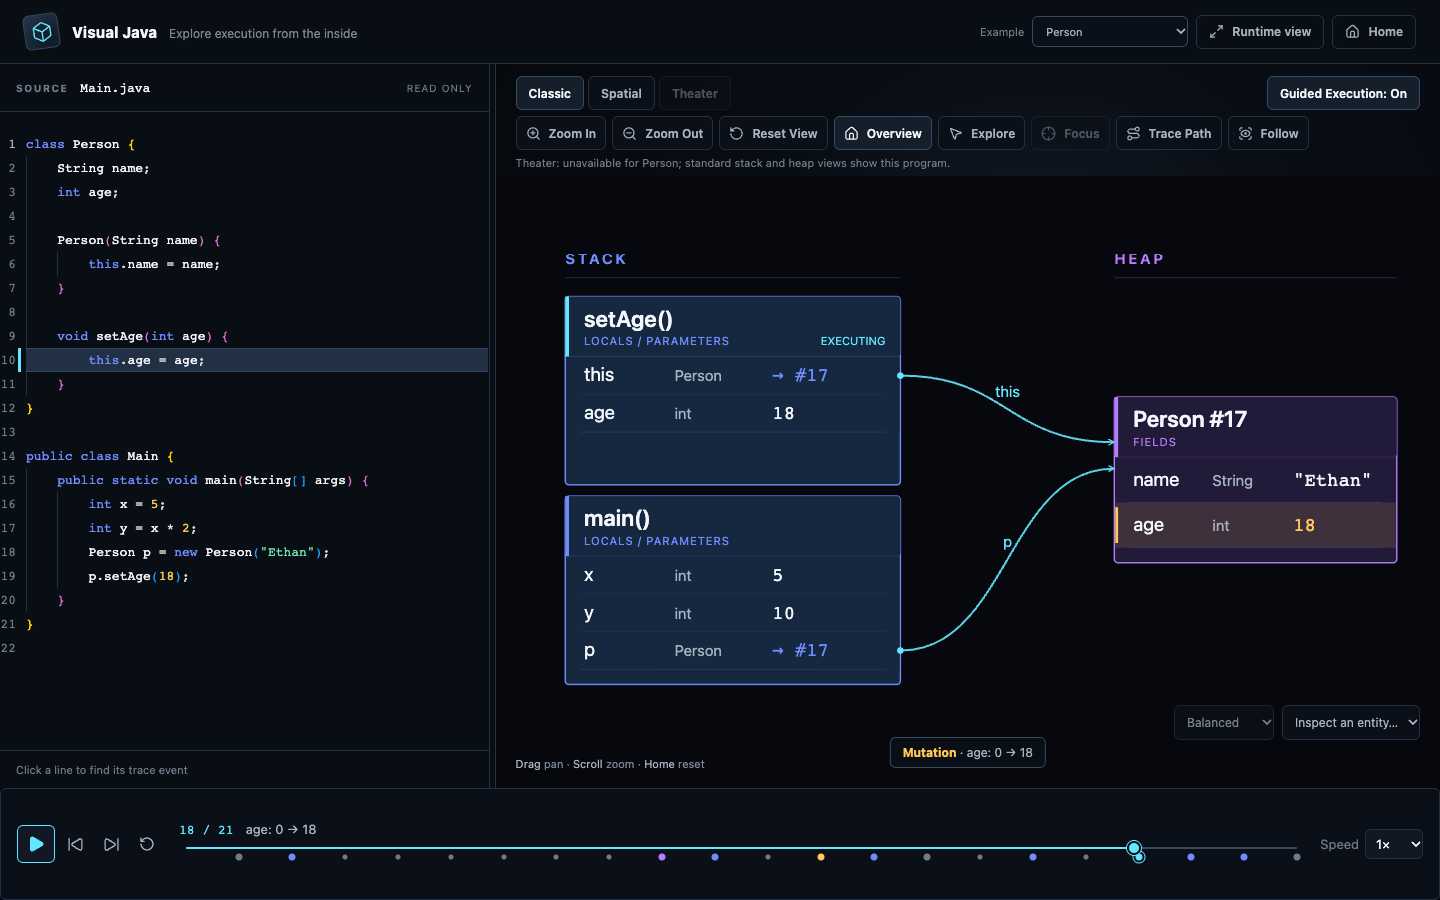 Visual Java Explore execution from the inside
Example Person Runtime view Home
SOURCE Main.java READ ONLY
1 class Person {
2 String name;
3 int age;
4
5 Person(String name) {
6 this.name = name;
7 }
8
9 void setAge(int age) {
10 this.age = age;
11 }
12 }
13
14 public class Main {
15 public static void main(String[] args) {
16 int x = 5;
17 int y = x * 2;
18 Person p = new Person("Ethan");
19 p.setAge(18);
20 }
21 }
22
Click a line to find its trace event
Classic Spatial Theater Guided Execution: On
Zoom In Zoom Out Reset View Overview Explore Focus Trace Path Follow
Theater: unavailable for Person; standard stack and heap views show this program.
STACK
setAge()
LOCALS / PARAMETERS EXECUTING
this Person → #17
age int 18
main()
LOCALS / PARAMETERS
x int 5
y int 10
p Person → #17
this
p
HEAP
Person #17
FIELDS
name String "Ethan"
age int 18
Balanced Inspect an entity...
Mutation · age: 0 → 18
Drag pan · Scroll zoom · Home reset
18 / 21 age: 0 → 18
Speed 1×